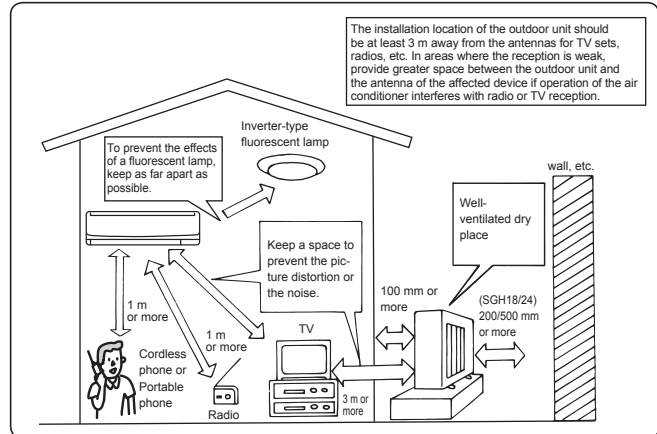 The installation location of the outdoor unit should
be at least 3 m away from the antennas for TV sets,
radios, etc. In areas where the reception is weak,
provide greater space between the outdoor unit and
the antenna of the affected device if operation of the air
conditioner interferes with radio or TV reception.
Inverter-type
fluorescent lamp
To prevent the effects
of a fluorescent lamp,
keep as far apart as
possible.
wall, etc.
Well-
ventilated dry
place
Keep a space to
prevent the pic-
ture distortion or
the noise.
100 mm or
more
(SGH18/24)
200/500 mm
or more
1 m
or more
1 m
or more
TV
Cordless
phone or
Portable
phone
Radio
3 m or
more